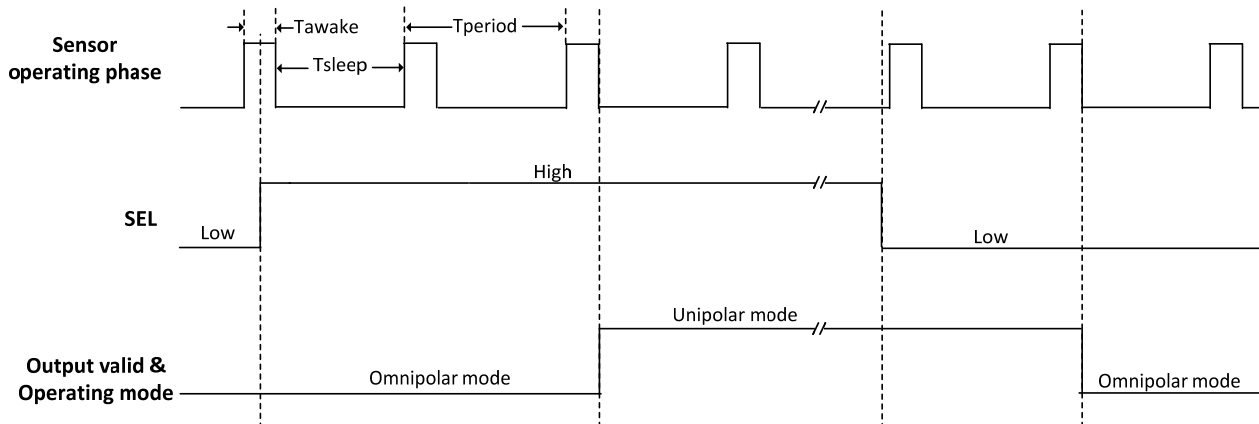 Tawake
Tperiod
Sensor
operating phase
Tsleep
High
SEL
Low
Low
Unipolar mode
Output valid &
Operating mode
Omnipolar mode
Omnipolar mode